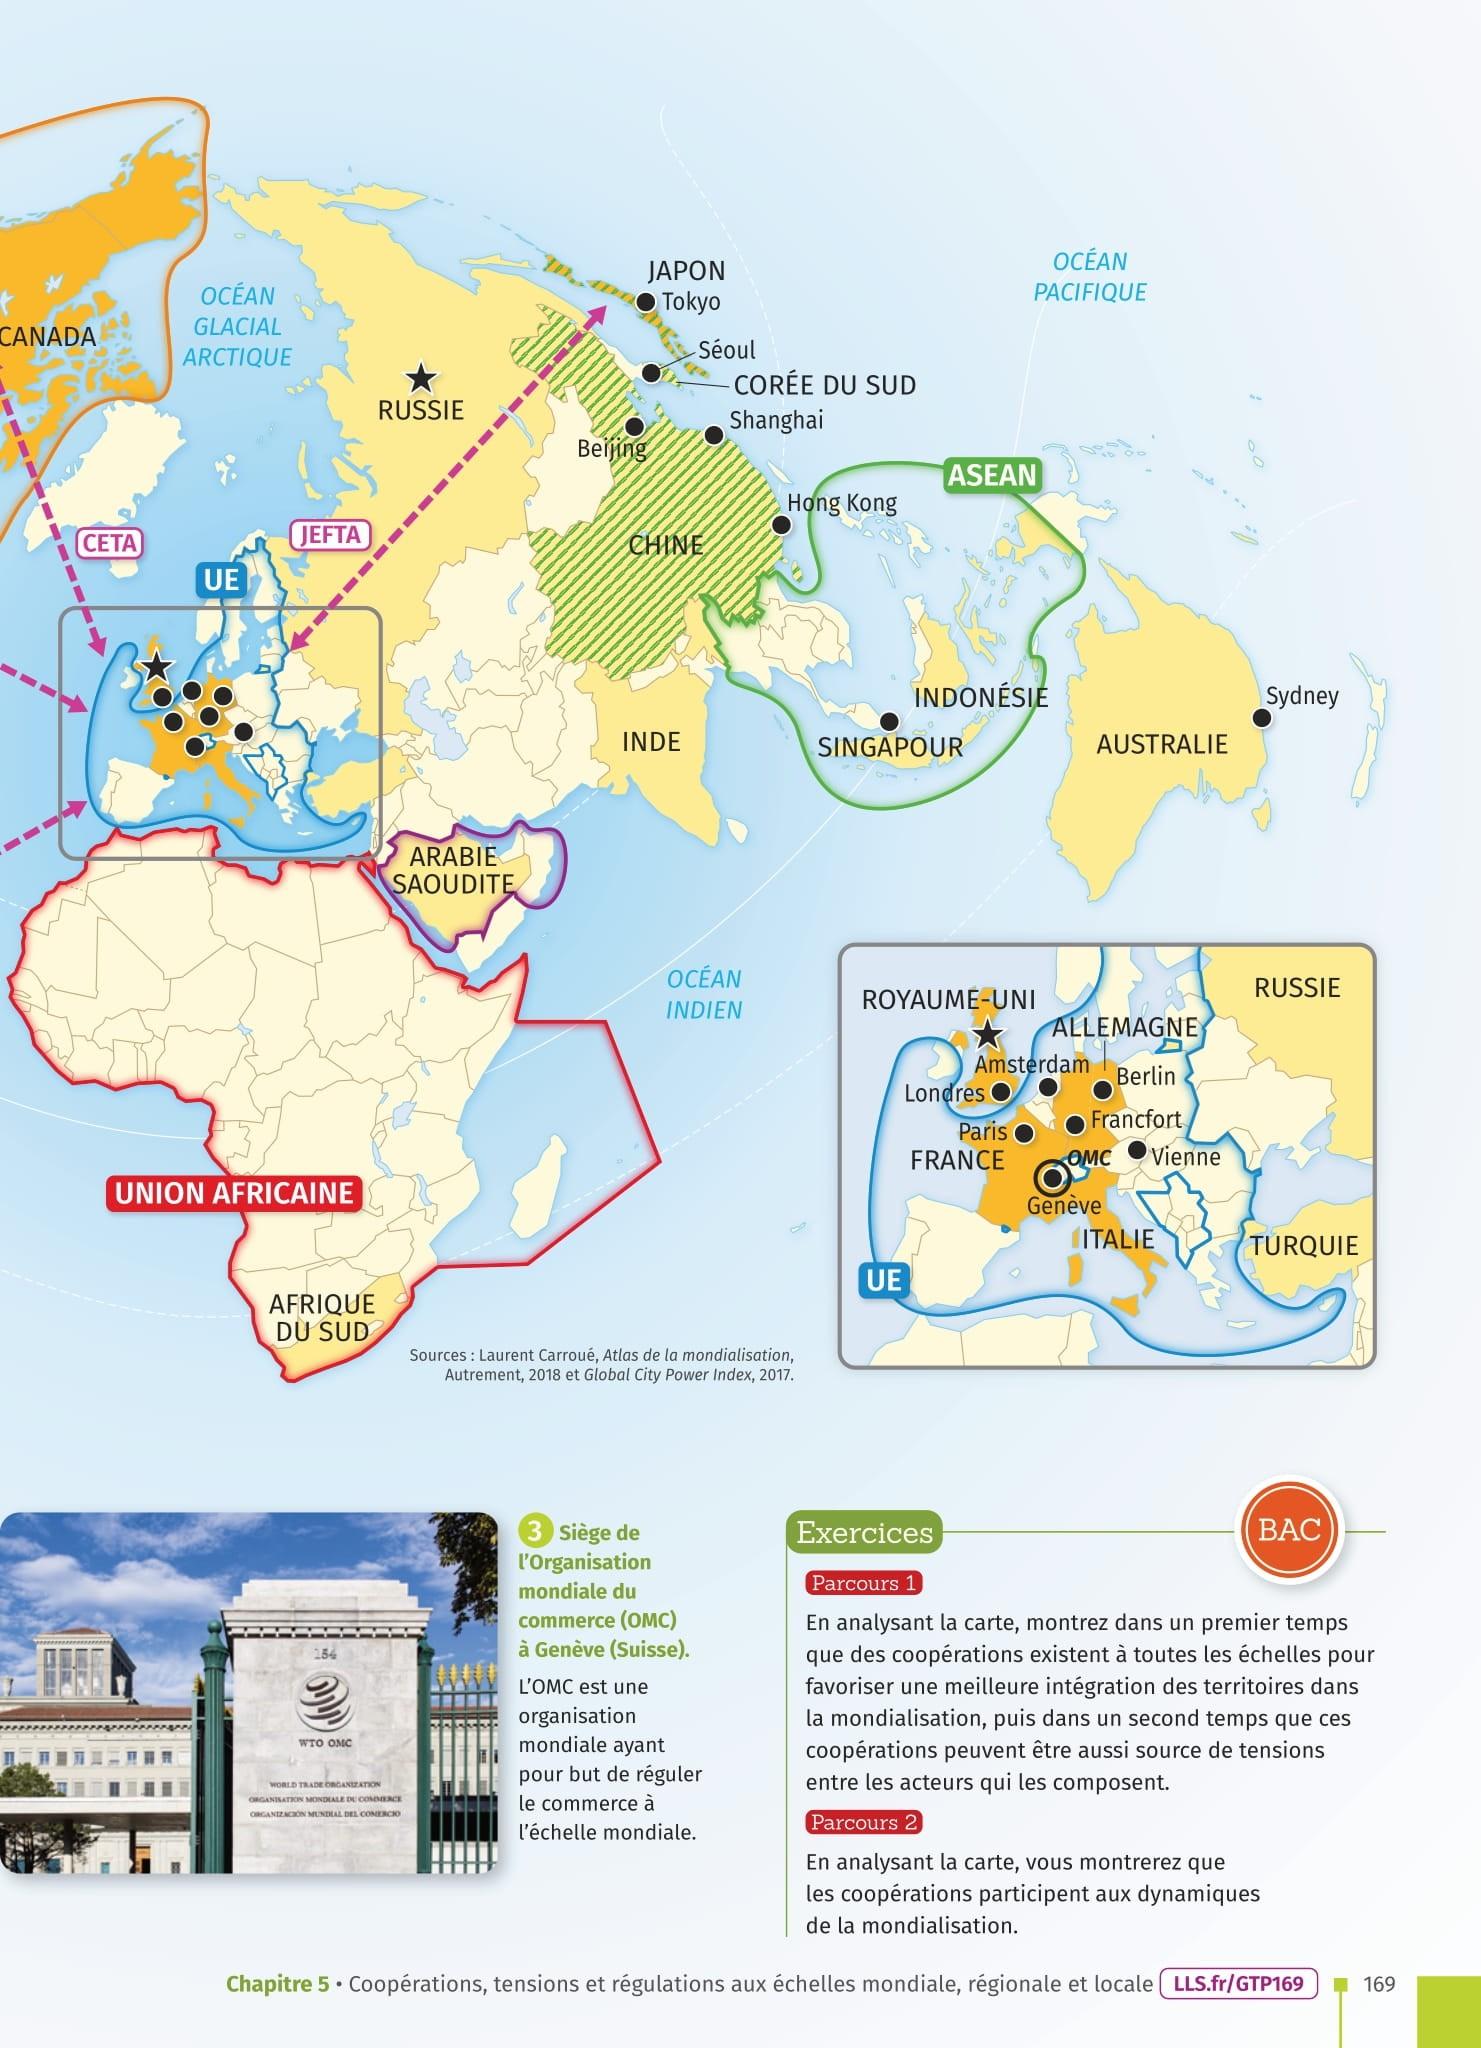 CANADA
OCÉAN
GLACIAL
ARCTIQUE
JAPON
Tokyo
OCÉAN
PACIFIQUE
Séoul
CORÉE DU SUD
RUSSIE
Shanghai
Beijing
ASEAN
Hong Kong
CETA
JEFTA
CHINE
UE
INDONÉSIE
Sydney
SINGAPOUR
INDE
AUSTRALIE
ARABIE
SAOUDITE
OCÉAN
INDIEN
UNION AFRICAINE
AFRIQUE
DU SUD
RUSSIE
ROYAUME-UNI
ALLEMAGNE
Amsterdam
Berlin
Londres
Francfort
Paris
FRANCE
OMC
Vienne
Genève
ITALIE
TURQUIE
UE
Sources : Laurent Carroué, Atlas de la mondialisation,
Autrement, 2018 et Global City Power Index, 2017.
154
WTO OMC
WORLD TRADE ORGANIZATION
ORGANISATION MONDIALE DU COMMERCE
ORGANIZACIÓN MUNDIAL DEL COMERCIO
3 Siège de
l’Organisation
mondiale du
commerce (OMC)
à Genève (Suisse).
L’OMC est une
organisation
mondiale ayant
pour but de réguler
le commerce à
l’échelle mondiale.
Exercices
BAC
Parcours 1
En analysant la carte, montrez dans un premier temps
que des coopérations existent à toutes les échelles pour
favoriser une meilleure intégration des territoires dans
la mondialisation, puis dans un second temps que ces
coopérations peuvent être aussi source de tensions
entre les acteurs qui les composent.
Parcours 2
En analysant la carte, vous montrerez que
les coopérations participent aux dynamiques
de la mondialisation.
Chapitre 5 • Coopérations, tensions et régulations aux échelles mondiale, régionale et locale LLS.fr/GTP169 169